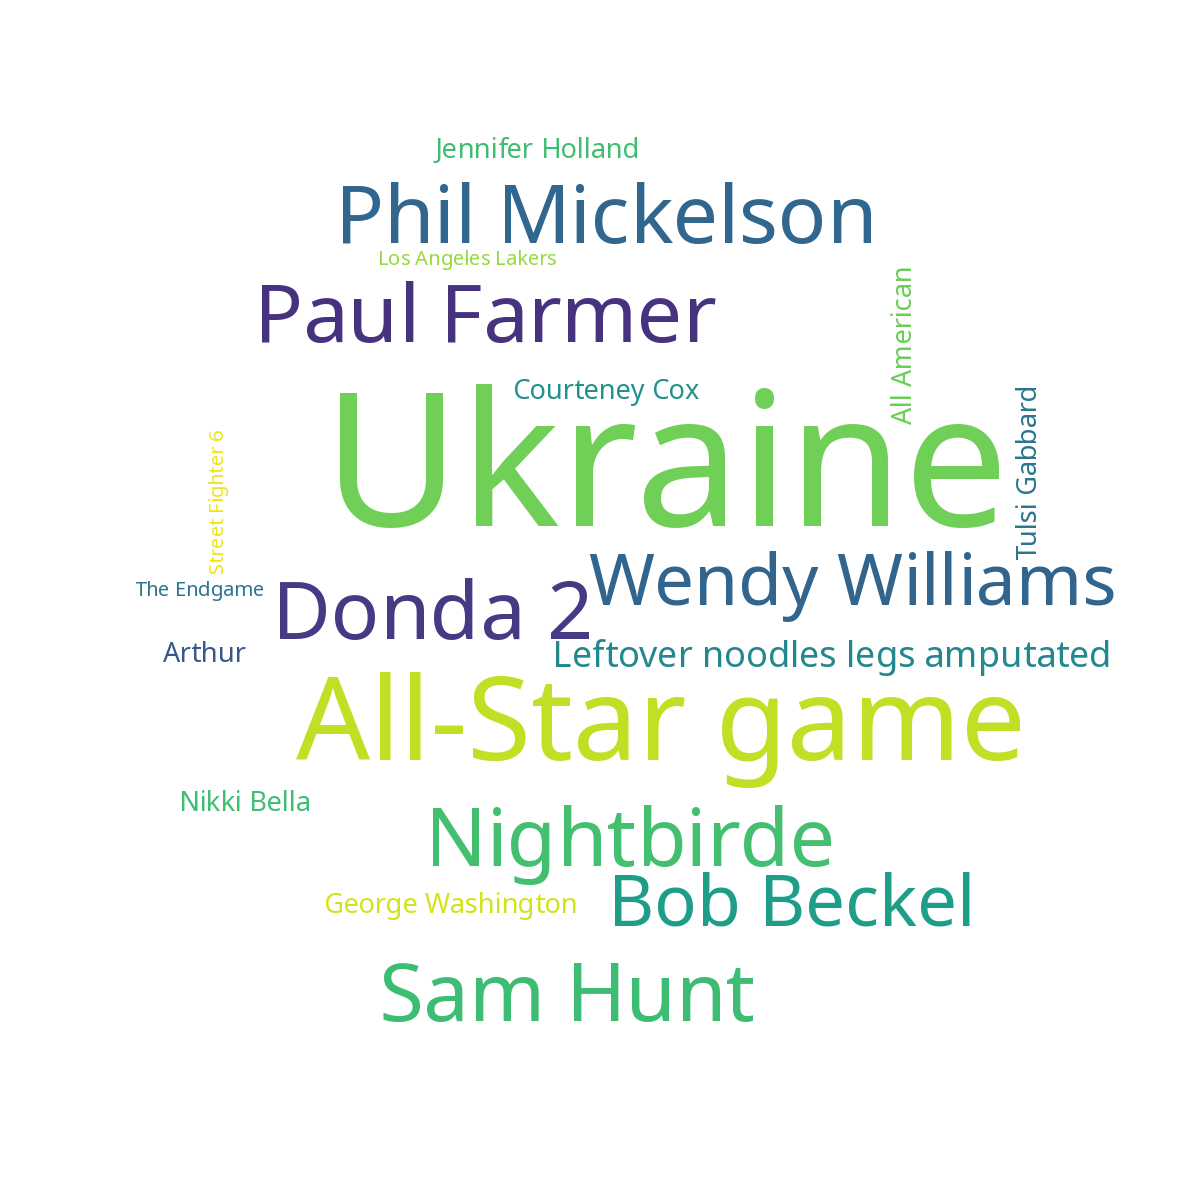 Jennifer Holland
Phil Mickelson
Los Angeles Lakers
Paul Farmer
All American
Courteney Cox
Ukraine
Tulsi Gabbard
Street Fighter 6
Wendy Williams
The Endgame
Donda 2
Arthur
Leftover noodles legs amputated
All-Star game
Nikki Bella
Nightbirde
George Washington
Bob Beckel
Sam Hunt